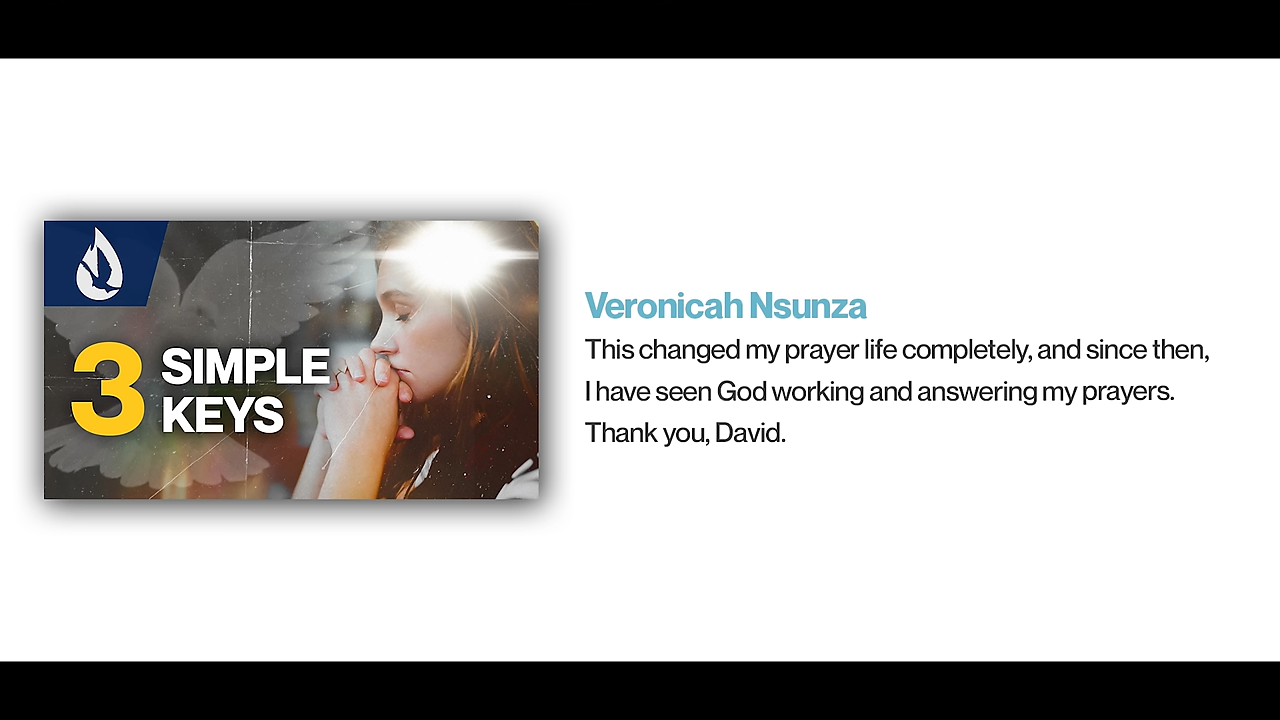 3 SIMPLE
KEYS
Veronicah Nsunza
This changed my prayer life completely, and since then,
I have seen God working and answering my prayers.
Thank you, David.